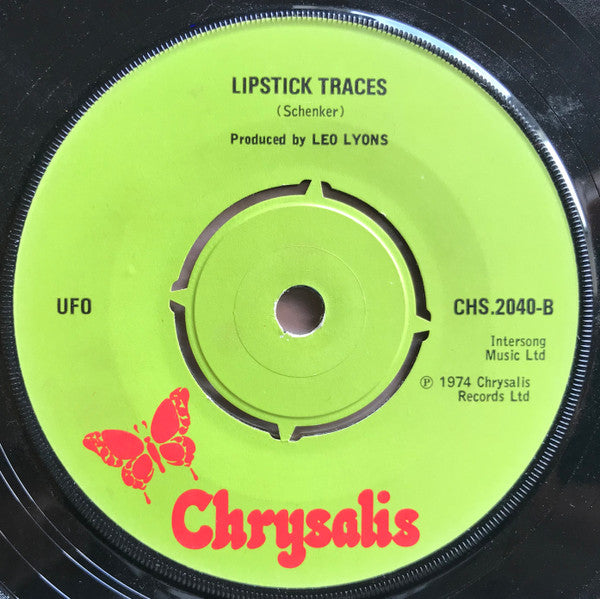 LIPSTICK TRACES
(Schenker)
Produced by LEO LYONS
UFO
CHS.2040-B
Intersong
Music Ltd
Ⓟ 1974 Chrysalis
Records Ltd
Chrysalis